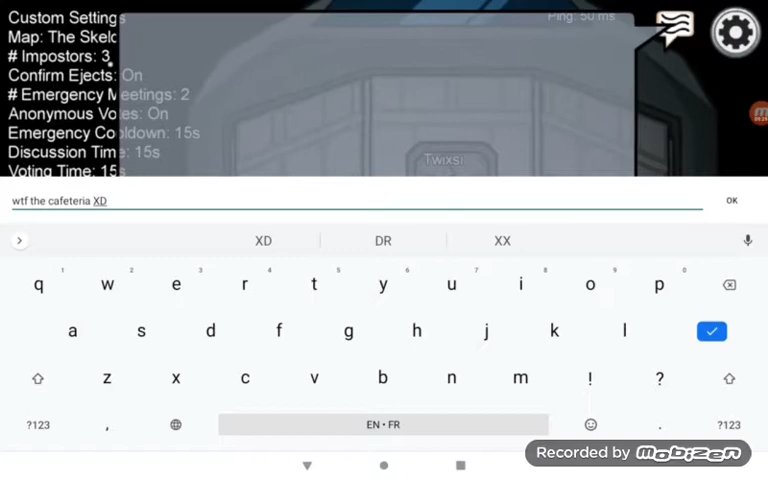 Custom Settings
Map: The Skeld
# Impostors: 3
Confirm Ejects: On
# Emergency Meetings: 2
Anonymous Votes: On
Emergency Cooldown: 15s
Discussion Time: 15s
Voting Time: 15s
Ping: 50 ms
Twixsi
wtf the cafeteria XD
OK
XD DR XX
1 2 3 4 5 6 7 8 9 0
q w e r t y u i o p
a s d f g h j k l
z x c v b n m ! ?
?123 , EN • FR . ?123
Recorded by mobizen